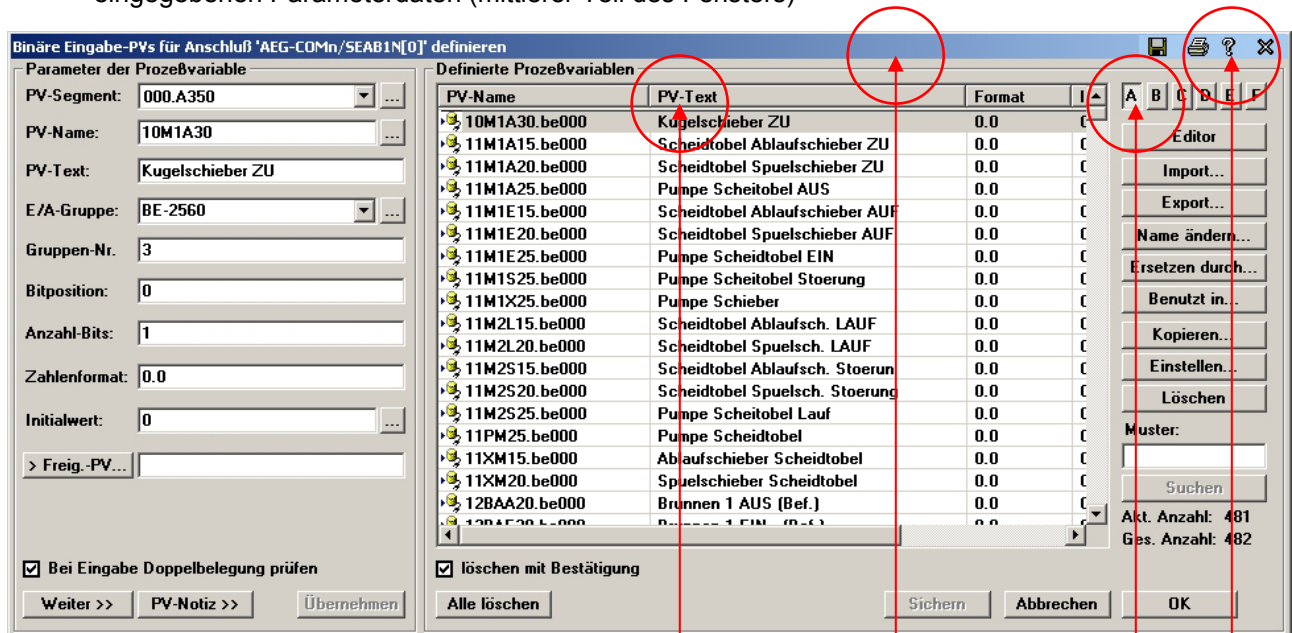 eingegebenen Parameterdaten (mittlerer Teil des Fensters)
Binäre Eingabe-PVs für Anschluß 'AEG-COMn/SEAB1N[0]' definieren
Parameter der Prozeßvariable
PV-Segment: 000.A350 ...
PV-Name: 10M1A30 ...
PV-Text: Kugelschieber ZU
E/A-Gruppe: BE-2560 ...
Gruppen-Nr. 3
Bitposition: 0
Anzahl-Bits: 1
Zahlenformat: 0.0
Initialwert: 0 ...
> Freig.-PV...
Bei Eingabe Doppelbelegung prüfen
Weiter >> PV-Notiz >> Übernehmen
Definierte Prozeßvariablen
PV-Name PV-Text Format
10M1A30.be000 Kugelschieber ZU 0.0
11M1A15.be000 Scheidtobel Ablaufschieber ZU 0.0
11M1A20.be000 Scheidtobel Spuelschieber ZU 0.0
11M1A25.be000 Pumpe Scheitobel AUS 0.0
11M1E15.be000 Scheidtobel Ablaufschieber AUF 0.0
11M1E20.be000 Scheidtobel Spuelschieber AUF 0.0
11M1E25.be000 Pumpe Scheidtobel EIN 0.0
11M1S25.be000 Pumpe Scheitobel Stoerung 0.0
11M1X25.be000 Pumpe Schieber 0.0
11M2L15.be000 Scheidtobel Ablaufsch. LAUF 0.0
11M2L20.be000 Scheidtobel Spuelsch. LAUF 0.0
11M2S15.be000 Scheidtobel Ablaufsch. Stoerun 0.0
11M2S20.be000 Scheidtobel Spuelsch. Stoerung 0.0
11M2S25.be000 Pumpe Scheitobel Lauf 0.0
11PM25.be000 Pumpe Scheidtobel 0.0
11XM15.be000 Ablaufschieber Scheidtobel 0.0
11XM20.be000 Spuelschieber Scheidtobel 0.0
12BAA20.be000 Brunnen 1 AUS (Bef.) 0.0
löschen mit Bestätigung
Alle löschen Sichern Abbrechen OK
A B C D E F
Editor
Import...
Export...
Name ändern...
Ersetzen durch...
Benutzt in...
Kopieren...
Einstellen...
Löschen
Muster:
Suchen
Akt. Anzahl: 481
Ges. Anzahl: 482